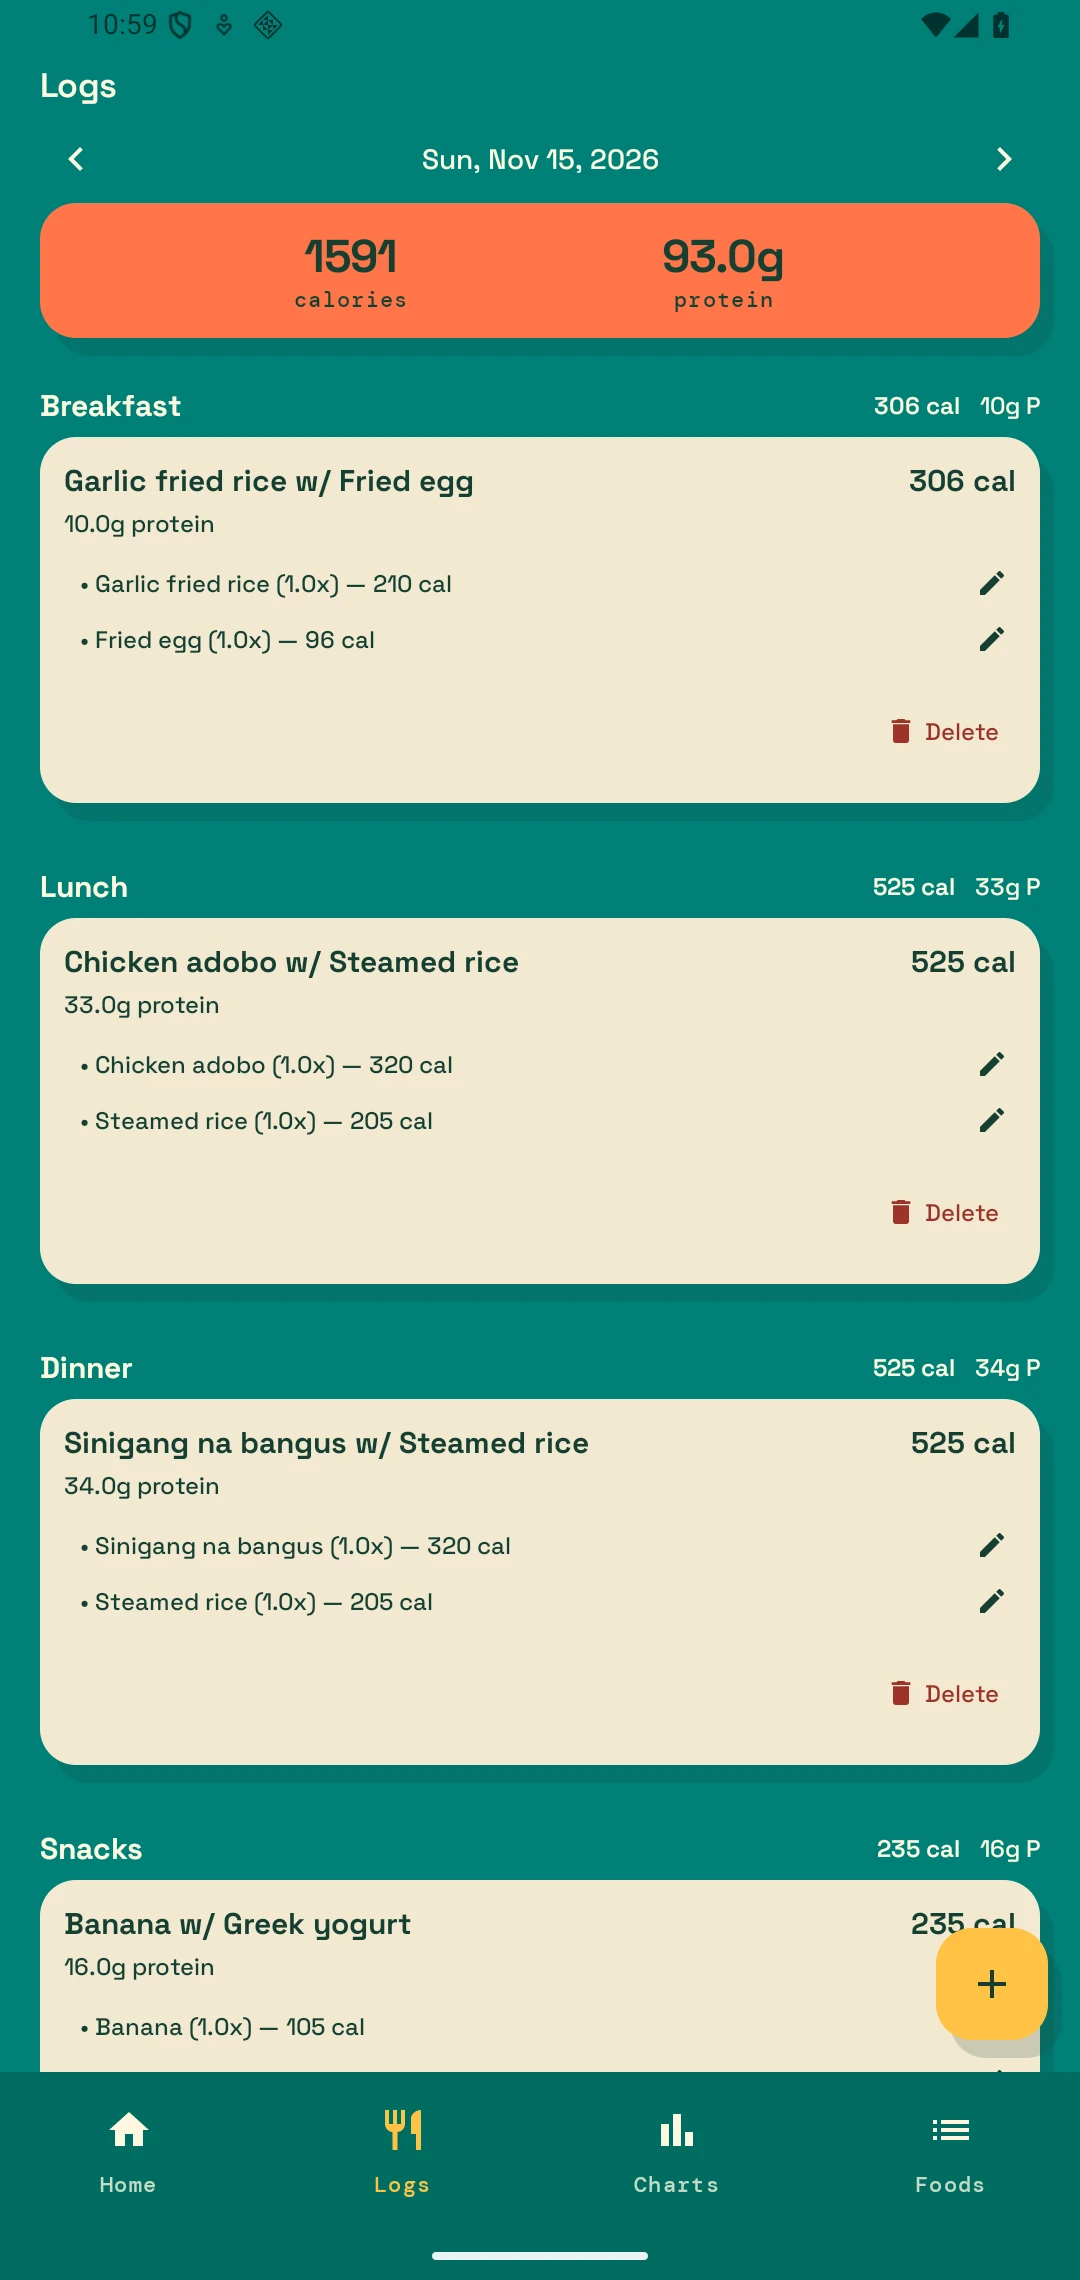 10:59
Logs
Sun, Nov 15, 2026
1591 93.0g
calories protein
Breakfast 306 cal 10g P
Garlic fried rice w/ Fried egg 306 cal
10.0g protein
• Garlic fried rice (1.0x) — 210 cal
• Fried egg (1.0x) — 96 cal
Delete
Lunch 525 cal 33g P
Chicken adobo w/ Steamed rice 525 cal
33.0g protein
• Chicken adobo (1.0x) — 320 cal
• Steamed rice (1.0x) — 205 cal
Delete
Dinner 525 cal 34g P
Sinigang na bangus w/ Steamed rice 525 cal
34.0g protein
• Sinigang na bangus (1.0x) — 320 cal
• Steamed rice (1.0x) — 205 cal
Delete
Snacks 235 cal 16g P
Banana w/ Greek yogurt 235 cal
16.0g protein
• Banana (1.0x) — 105 cal
Home Logs Charts Foods